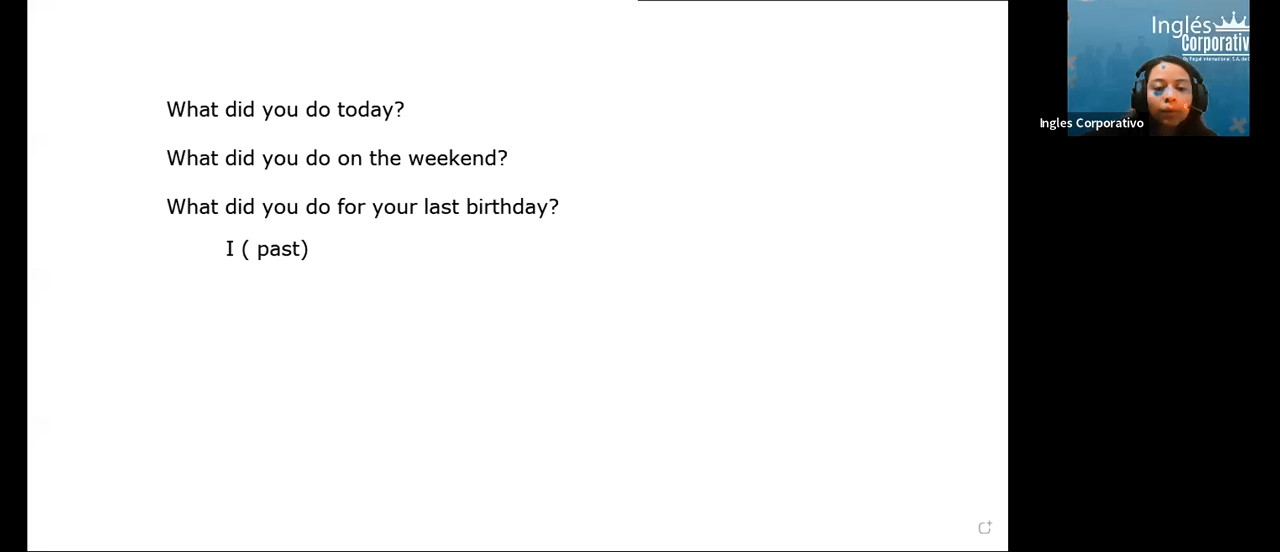 What did you do today?
What did you do on the weekend?
What did you do for your last birthday?
I ( past)
Inglés
Corporativ
Ingles Corporativo